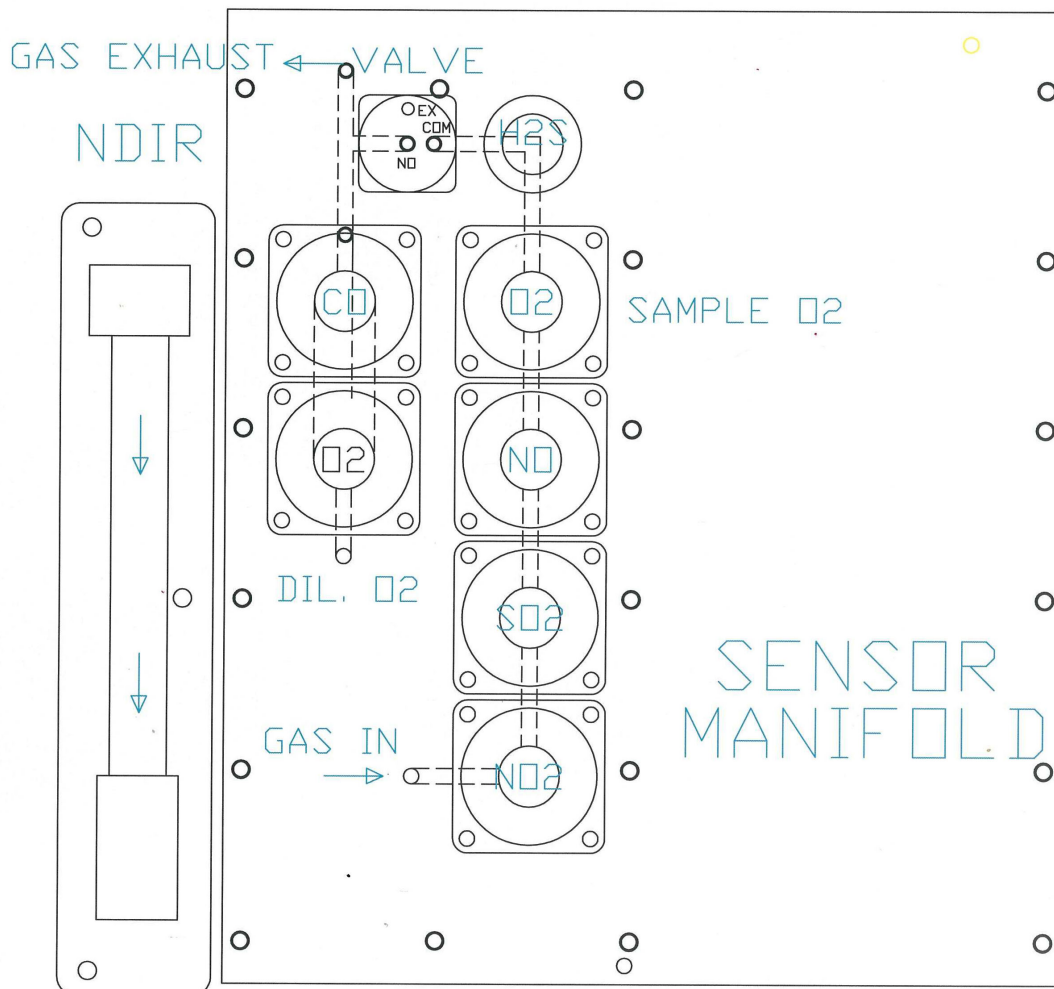 GAS EXHAUST
VALVE
NDIR
EX
COM
NO
H2S
CO
O2
SAMPLE O2
O2
NO
DIL. O2
SO2
SENSOR
MANIFOLD
GAS IN
NO2